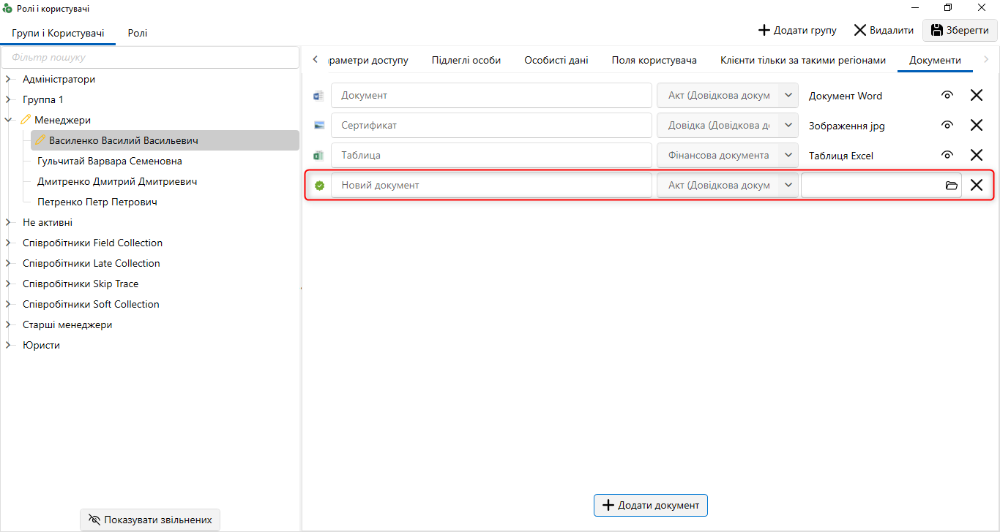 Ролі і користувачі
Групи і Користувачі Ролі
Додати групу Видалити Зберегти
Фільтр пошуку
Адміністратори
Группа 1
Менеджери
Василенко Василий Васильевич
Гульчитай Варвара Семеновна
Дмитренко Дмитрий Дмитриевич
Петренко Петр Петрович
Не активні
Співробітники Field Collection
Співробітники Late Collection
Співробітники Skip Trace
Співробітники Soft Collection
Старші менеджери
Юристи
Показувати звільнених
раметри доступу Підлеглі особи Особисті дані Поля користувача Клієнти тільки за такими регіонами Документи
Документ Акт (Довідкова докум Документ Word
Сертификат Довідка (Довідкова д Зображення jpg
Таблица Фінансова документа Таблиця Excel
Новий документ Акт (Довідкова докум
Додати документ